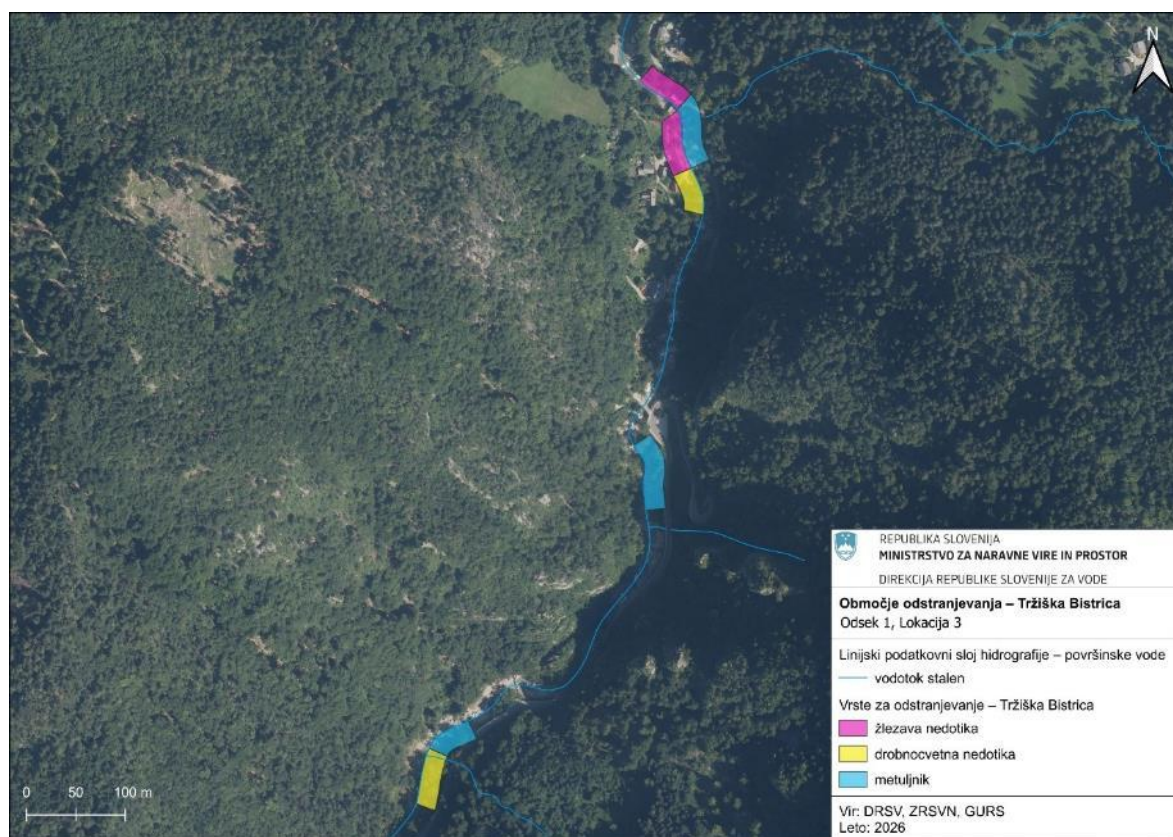 N
REPUBLIKA SLOVENIJA
MINISTRSTVO ZA NARAVNE VIRE IN PROSTOR
DIREKCIJA REPUBLIKE SLOVENIJE ZA VODE
Območje odstranjevanja – Tržiška Bistrica
Odsek 1, Lokacija 3
Linijski podatkovni sloj hidrografije – površinske vode
vodotok stalen
Vrste za odstranjevanje – Tržiška Bistrica
žlezava nedotika
drobnocvetna nedotika
metuljnik
Vir: DRSV, ZRSVN, GURS
Leto: 2026
0 50 100 m